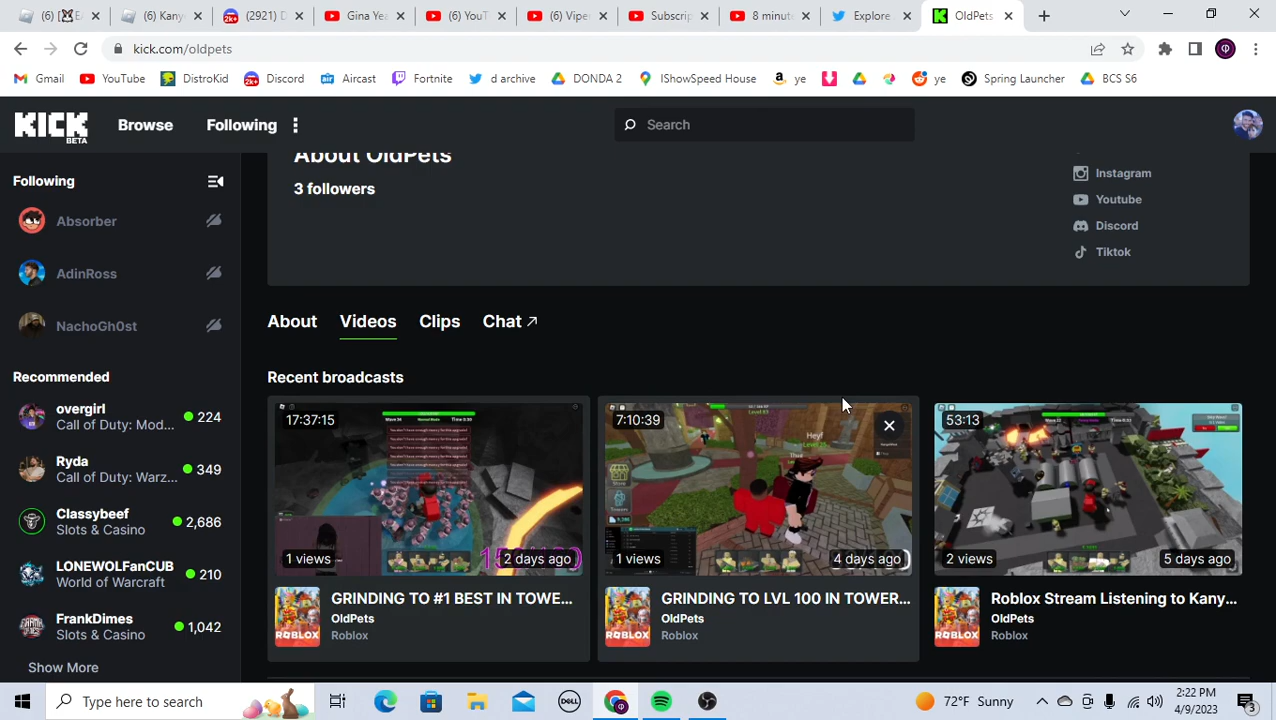 (6) E
(6) Kany
2k+ (2921) D
Gina Yea
(6) YouT
(6) Vipe
Subscrip
8 minute
Explore
OldPets
kick.com/oldpets
Gmail
YouTube
DistroKid
Discord
Aircast
Fortnite
d archive
DONDA 2
IShowSpeed House
ye
ye
Spring Launcher
BCS S6
KICK
BETA
Browse
Following
Search
Following
Absorber
AdinRoss
NachoGh0st
Recommended
overgirl
Call of Duty: Moder...
224
Ryda
Call of Duty: Warz...
349
Classybeef
Slots & Casino
2,686
LONEWOLFanCUB
World of Warcraft
210
FrankDimes
Slots & Casino
1,042
Show More
About OldPets
3 followers
Instagram
Youtube
Discord
Tiktok
About
Videos
Clips
Chat
Recent broadcasts
17:37:15
1 views
2 days ago
GRINDING TO #1 BEST IN TOWE...
OldPets
Roblox
7:10:39
Hey!
1 views
4 days ago
GRINDING TO LVL 100 IN TOWER...
OldPets
Roblox
53:13
2 views
5 days ago
Roblox Stream Listening to Kany...
OldPets
Roblox
Type here to search
72°F Sunny
2:22 PM
4/9/2023
3